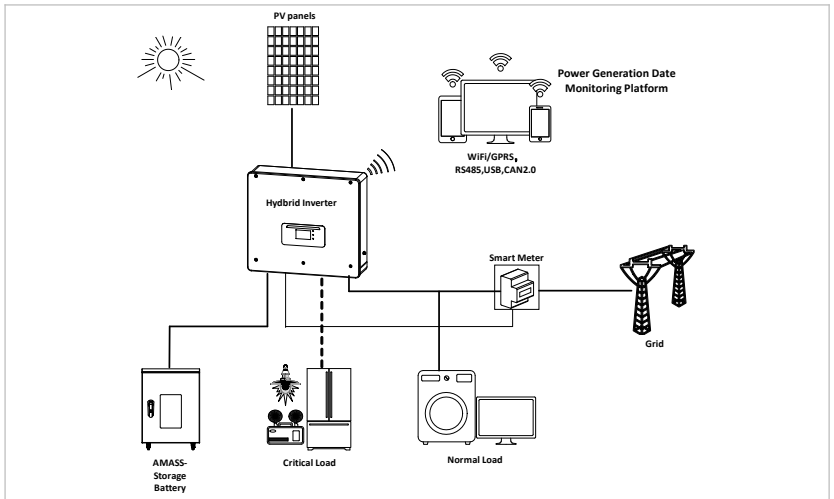 PV panels
Power Generation Date
Monitoring Platform
WiFi/GPRS,
RS485,USB,CAN2.0
Hydbrid Inverter
Smart Meter
Grid
AMASS-
Storage
Battery
Critical Load
Normal Load